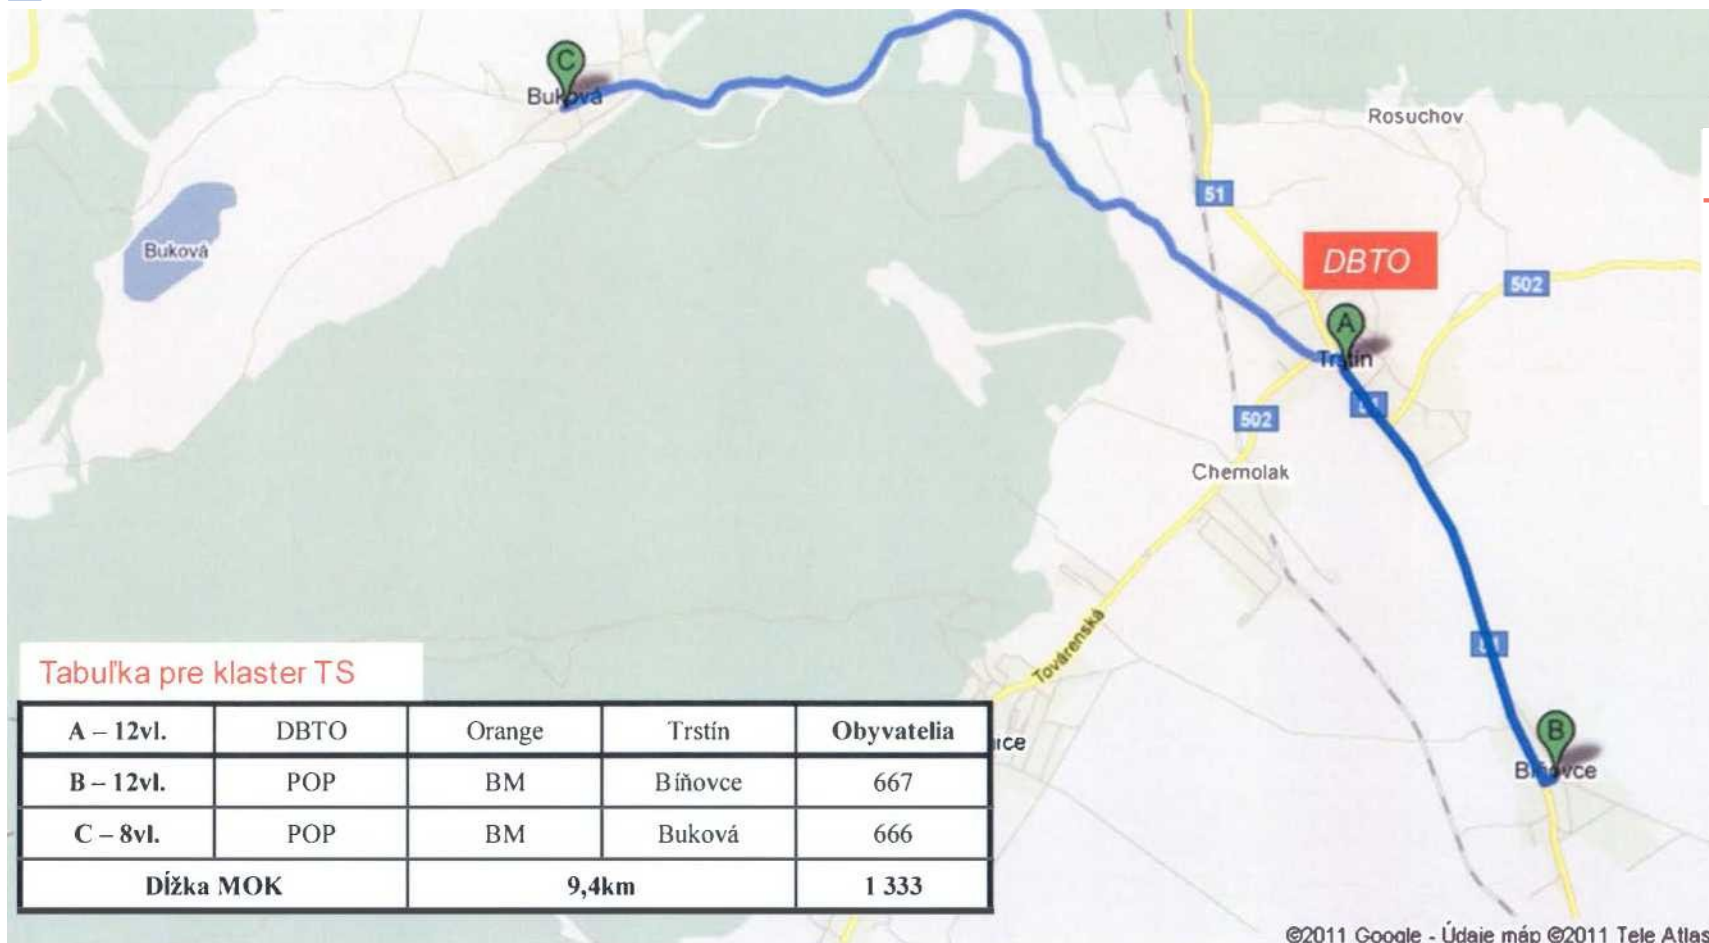 C
Buková
Rosuchov
51
Buková
DBTO
502
A
Trstín
51
502
Chemolak
Továrenská
51
Tabuľka pre klaster TS
A – 12vl. DBTO Orange Trstín Obyvatelia
B – 12vl. POP BM Bíňovce 667
C – 8vl. POP BM Buková 666
Dĺžka MOK 9,4km 1 333
B
Bíňovce
©2011 Google - Údaje máp ©2011 Tele Atlas